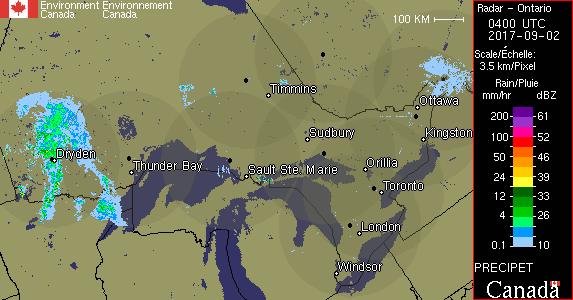 Environment Environnement
Canada Canada
100 KM
Timmins
Ottawa
Sudbury
Kingston
Dryden
Thunder Bay
Sault Ste. Marie
Orillia
Toronto
London
Windsor
Radar - Ontario
0400 UTC
2017-09-02
Scale/Échelle:
3.5 km/Pixel
Rain/Pluie
mm/hr dBZ
200 61
100 52
50 46
24 39
12 33
4 26
0.1 10
PRECIPET
Canada